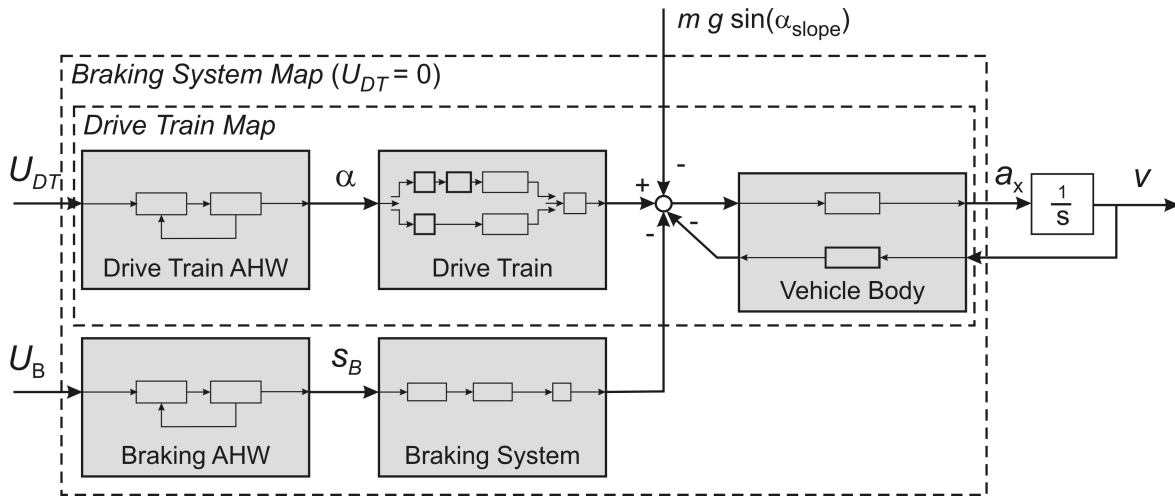 m g sin(α_slope)
Braking System Map (U_DT = 0)
Drive Train Map
U_DT
α
+
-
-
-
a_x
1/s
v
Drive Train AHW
Drive Train
Vehicle Body
U_B
s_B
Braking AHW
Braking System